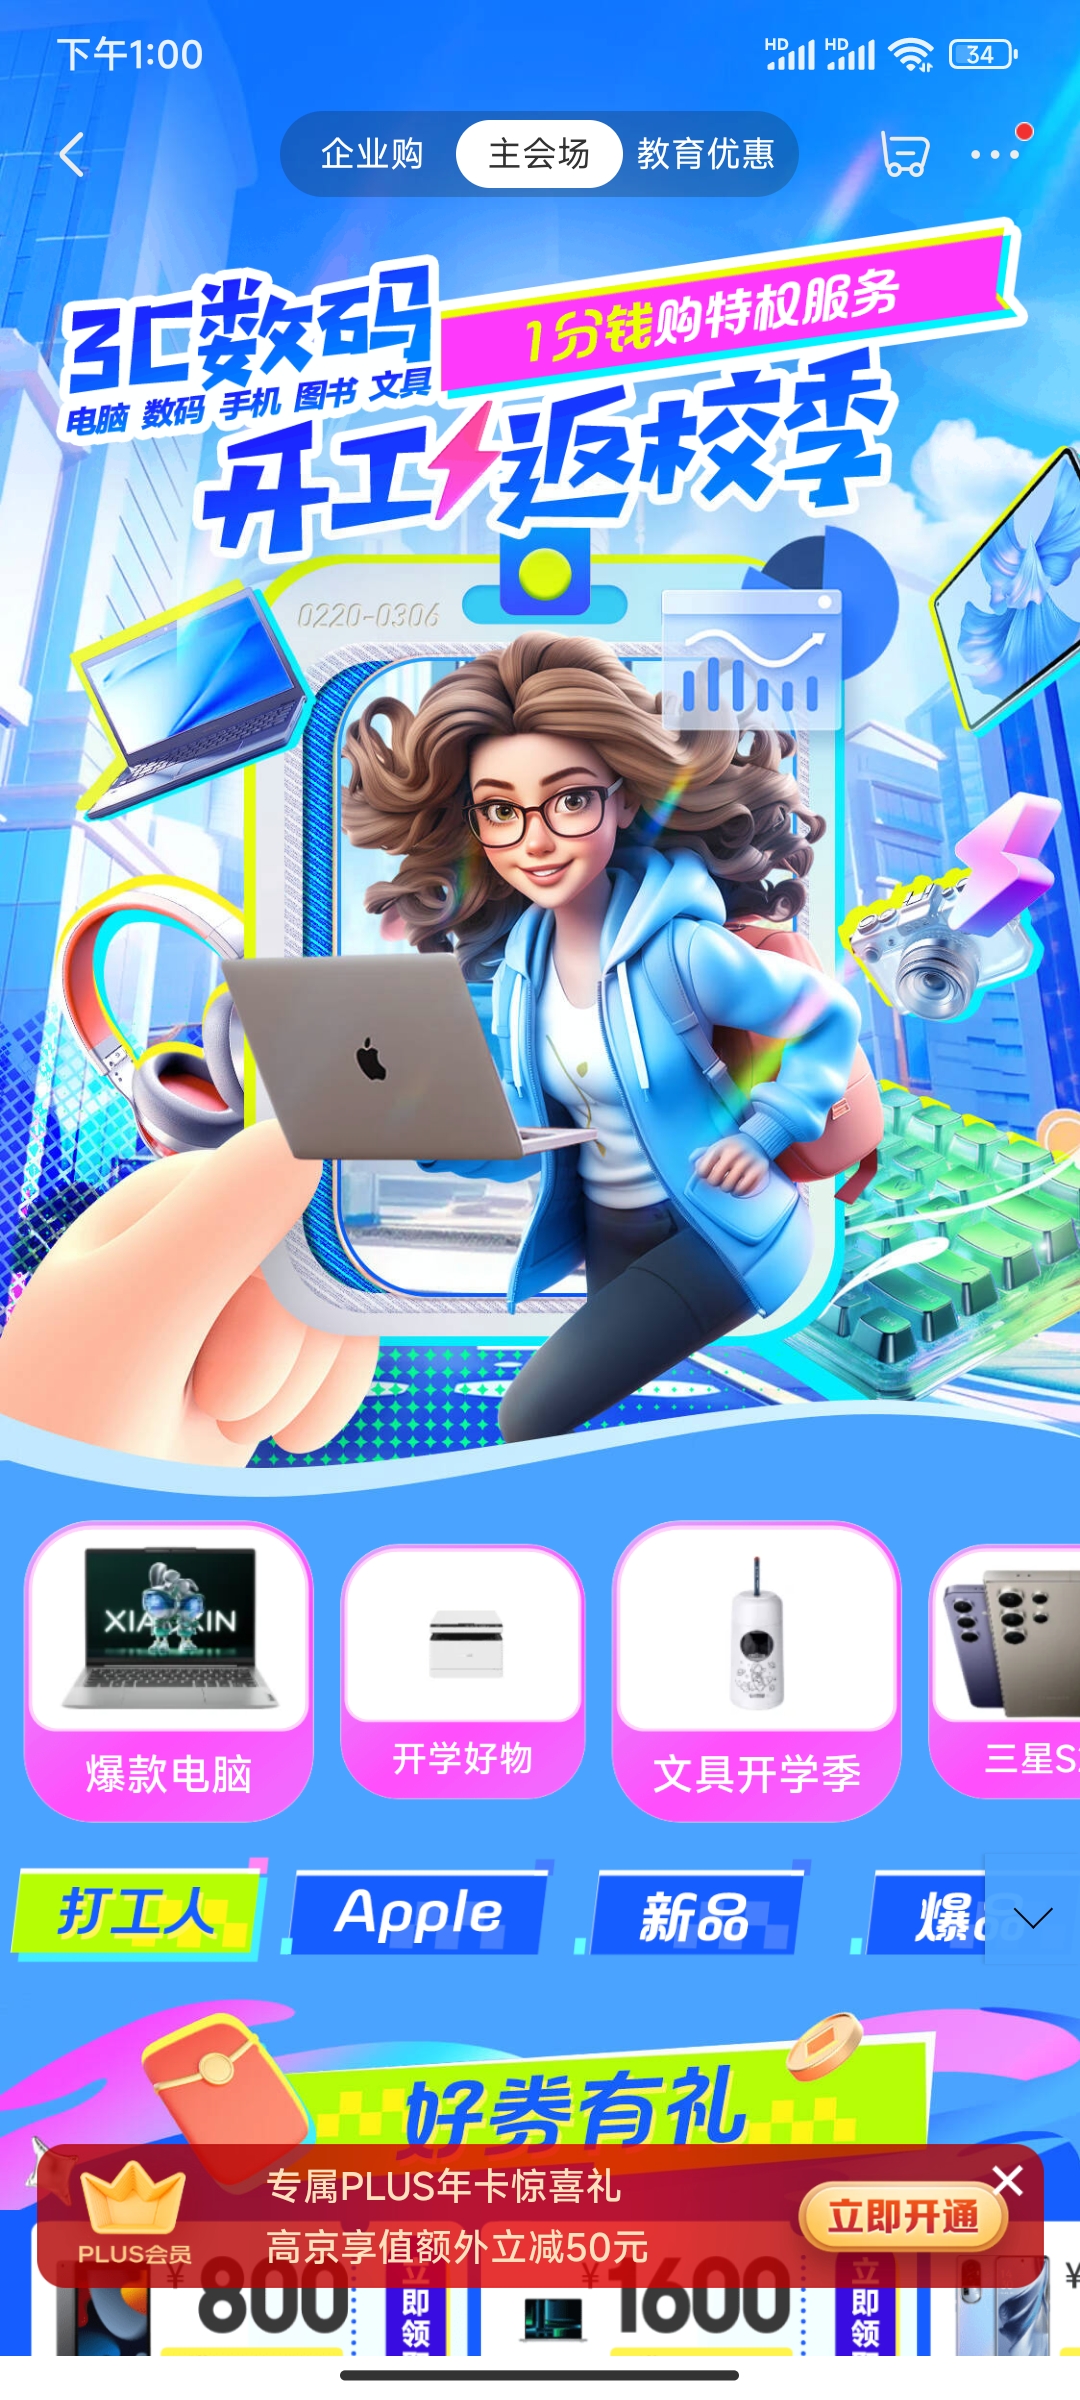 下午1:00
HD HD 34
企业购 主会场 教育优惠
3C数码
1分钱购特权服务
电脑 数码 手机 图书 文具
开工返校季
0220-0306
XIAOXIN
爆款电脑 开学好物 文具开学季 三星S
打工人 Apple 新品 爆品
好券有礼
专属PLUS年卡惊喜礼
高京享值额外立减50元
PLUS会员
立即开通
¥800 立即领 ¥1600 立即领 ¥